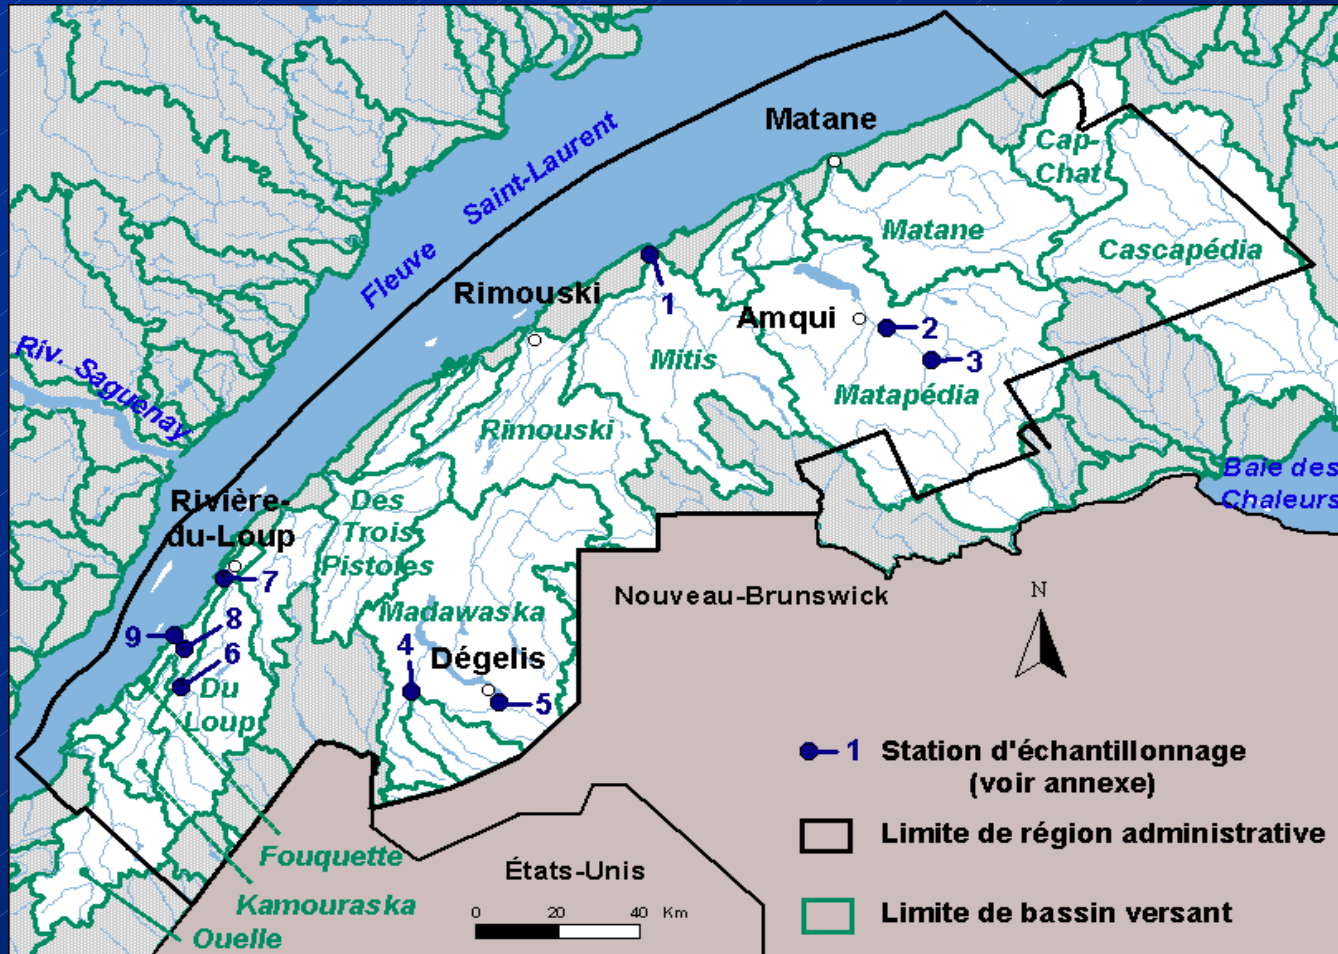 Matane
Cap-
Chat
Fleuve Saint-Laurent
Matane
Cascapédia
Rimouski
1
Amqui
2
Mitis
3
Riv. Saguenay
Matapédia
Rimouski
Baie des
Chaleurs
Rivière-
du-Loup
Des
Trois
Pistoles
7
Nouveau-Brunswick
N
Madawaska
8
9
4
Dégelis
6
Du
Loup
5
1 Station d'échantillonnage
(voir annexe)
Limite de région administrative
Fouquette
États-Unis
Kamouraska
0 20 40 Km
Limite de bassin versant
Ouelle